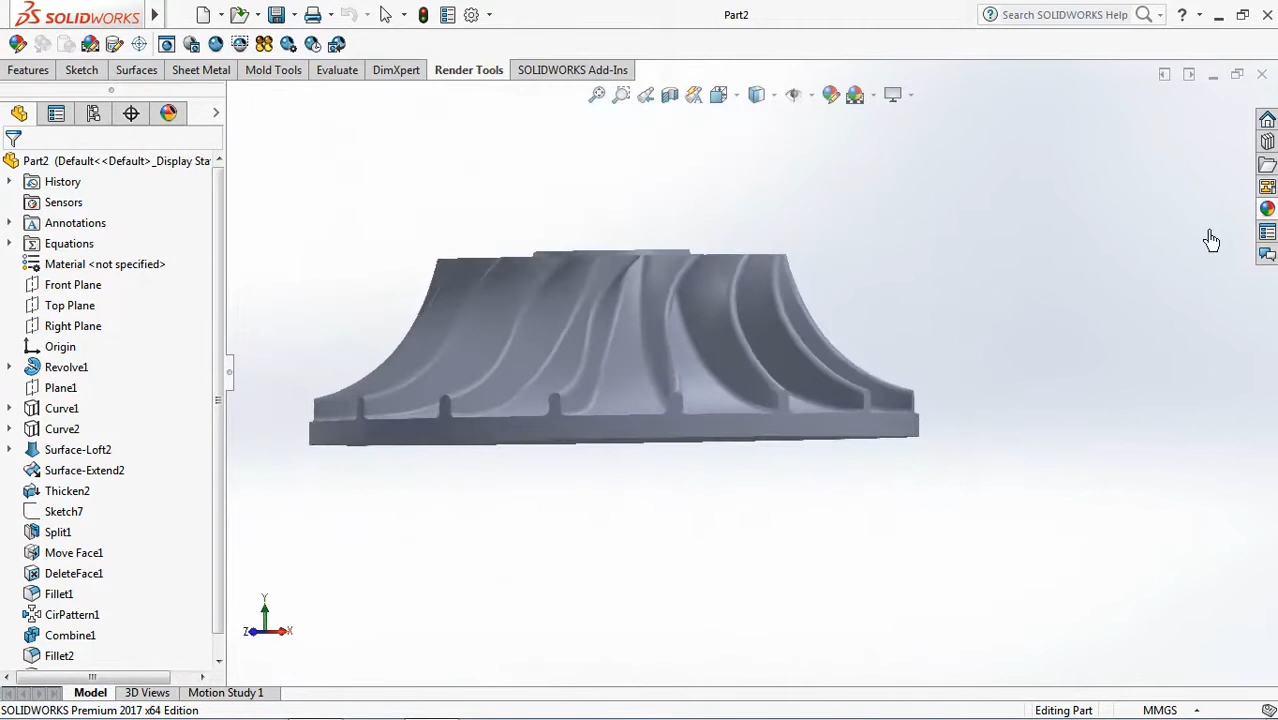 SOLIDWORKS
Part2
Search SOLIDWORKS
?
Features
Sketch
Surfaces
Sheet Metal
Mold Tools
Evaluate
DimXpert
Render Tools
SOLIDWORKS Add-Ins
Part2 (Default<<Default>_Display Sta
History
Sensors
A Annotations
Equations
Material <not specified>
Front Plane
Top Plane
Right Plane
Origin
Revolve1
Plane1
Curve1
Curve2
Surface-Loft2
Surface-Extend2
Thicken2
Sketch7
Split1
Move Face1
DeleteFace1
Fillet1
CirPattern1
Combine1
Fillet2
Y
Z
X
Model
3D Views
Motion Study 1
SOLIDWORKS Premium 2017 x64 Edition
Editing Part
MMGS